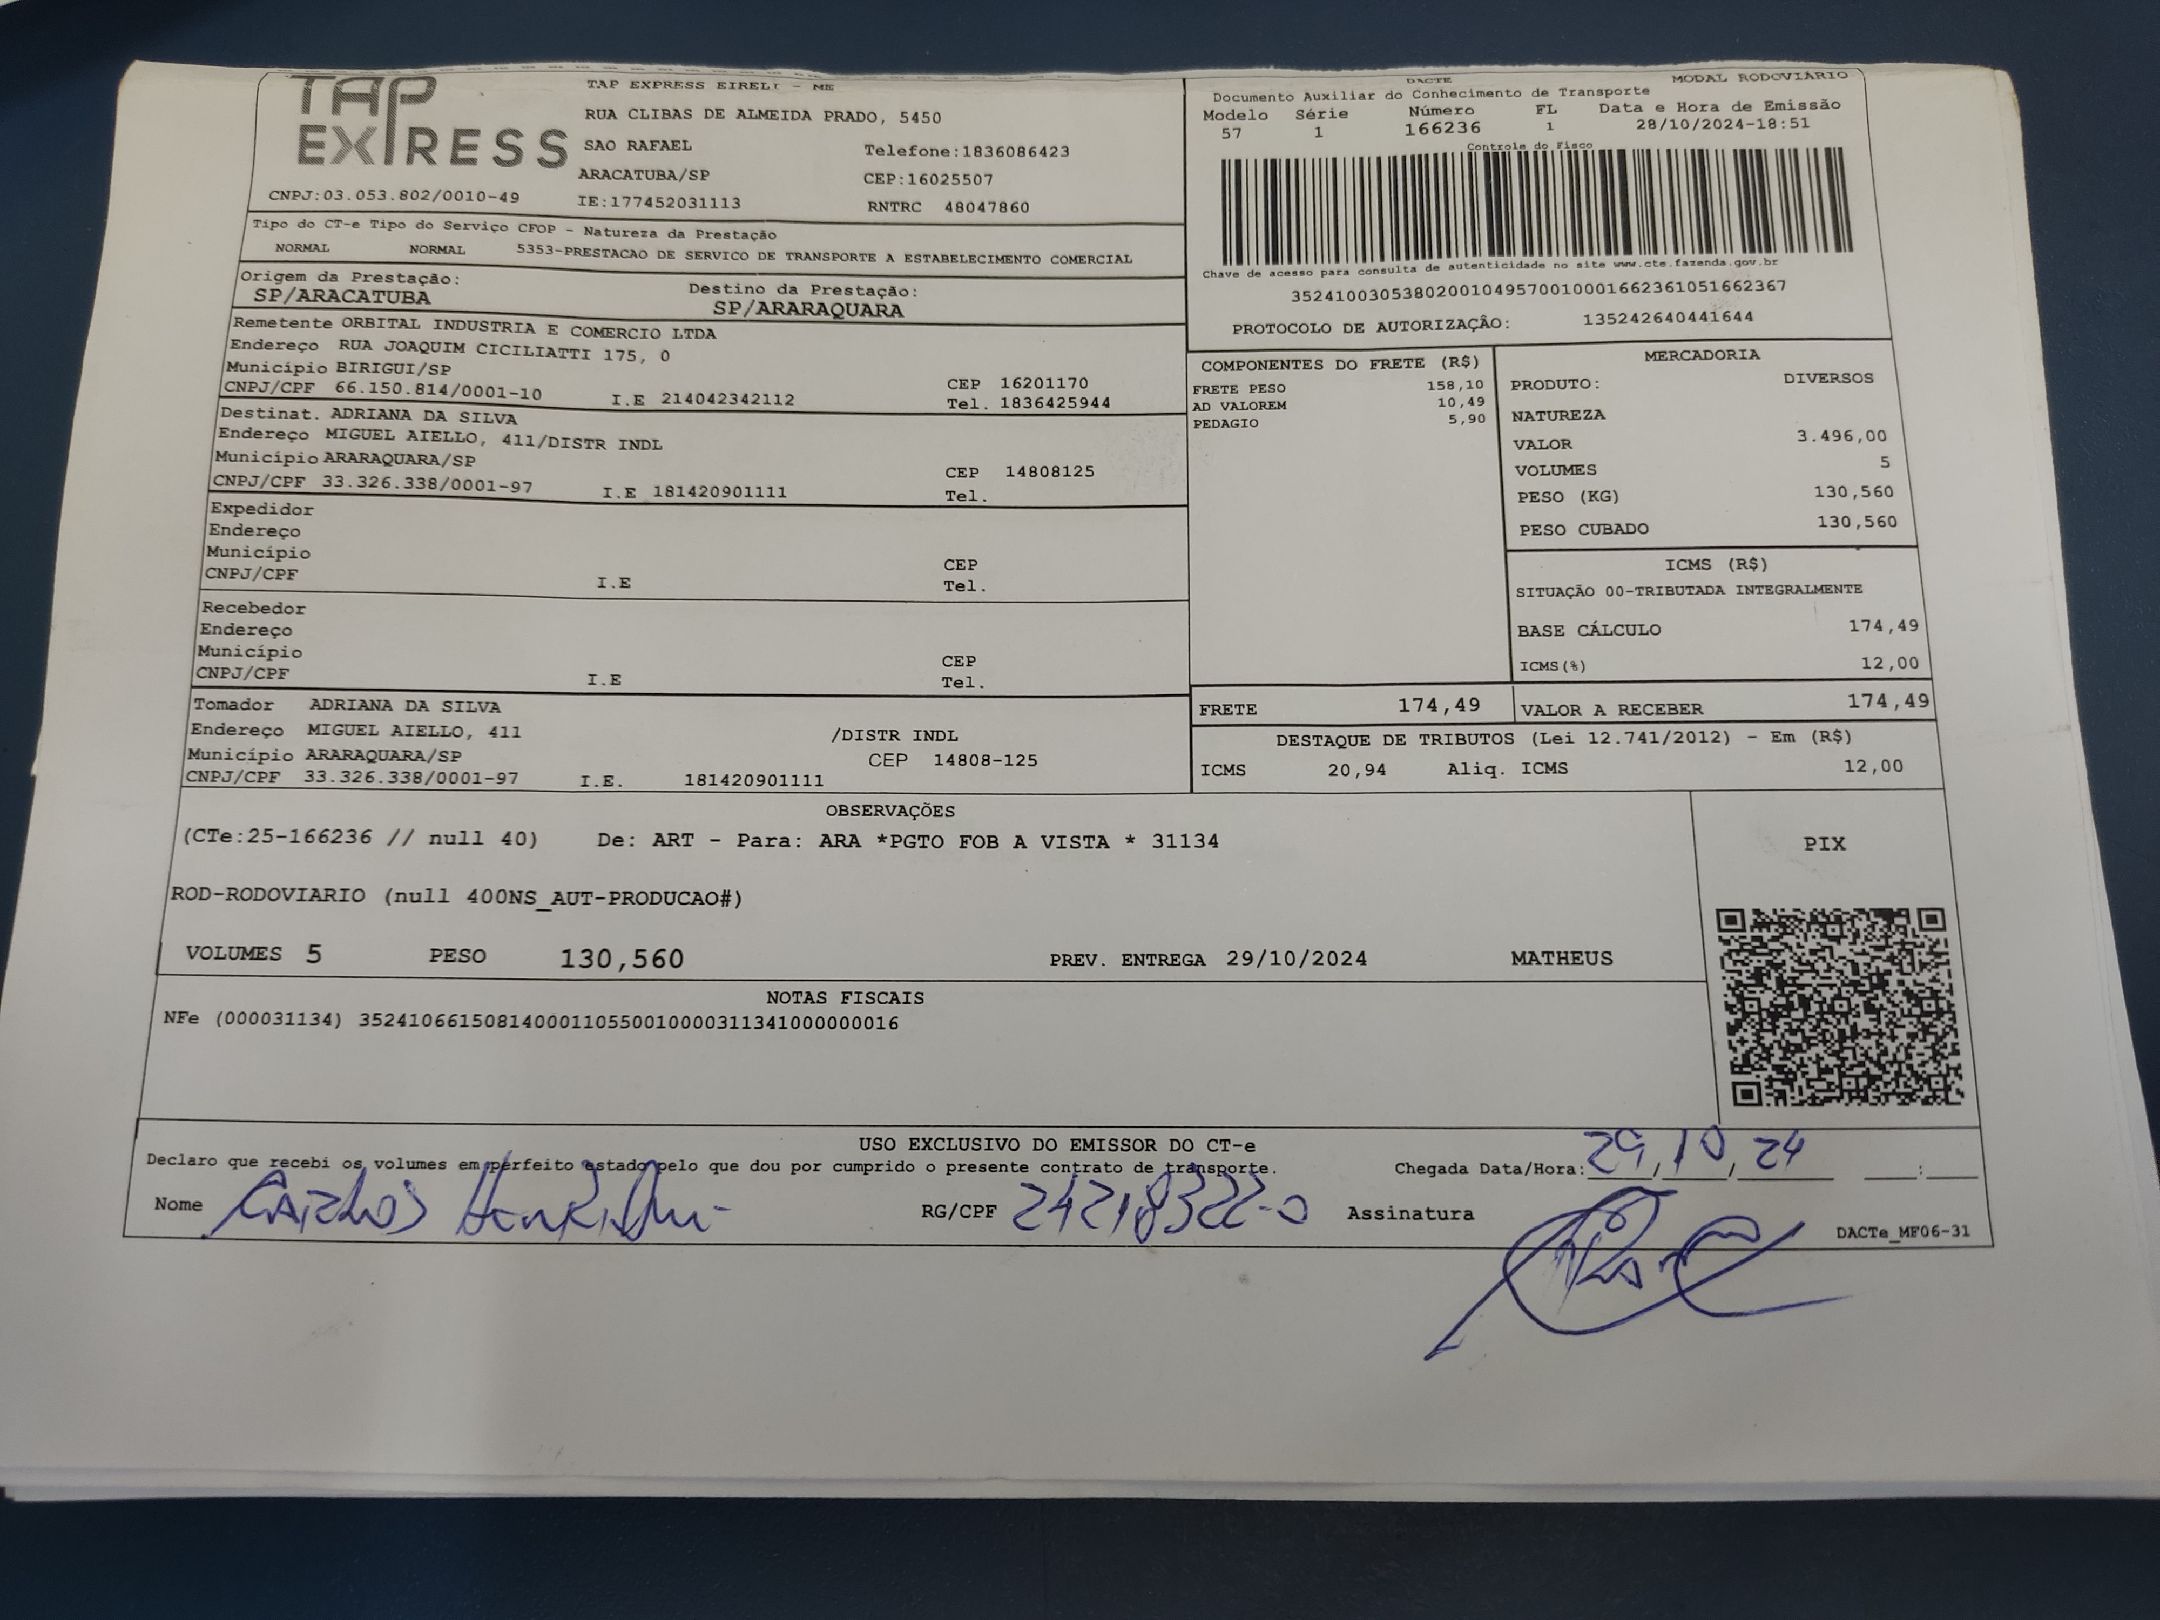 TAP EXPRESS
TAP EXPRESS EIRELI - ME
RUA CLIBAS DE ALMEIDA PRADO, 5450
SAO RAFAEL Telefone:1836086423
ARACATUBA/SP CEP:16025507
CNPJ:03.053.802/0010-49 IE:177452031113 RNTRC 48047860
DACTE MODAL RODOVIÁRIO
Documento Auxiliar do Conhecimento de Transporte
Modelo Série Número FL Data e Hora de Emissão
57 1 166236 1 28/10/2024-18:51
Controle do Fisco
Chave de acesso para consulta de autenticidade no site www.cte.fazenda.gov.br
35241003053802001049570010001662361051662367
PROTOCOLO DE AUTORIZAÇÃO: 135242640441644
Tipo do CT-e Tipo do Serviço CFOP - Natureza da Prestação
NORMAL NORMAL 5353-PRESTACAO DE SERVICO DE TRANSPORTE A ESTABELECIMENTO COMERCIAL
Origem da Prestação: Destino da Prestação:
SP/ARACATUBA SP/ARARAQUARA
Remetente ORBITAL INDUSTRIA E COMERCIO LTDA
Endereço RUA JOAQUIM CICILIATTI 175, 0
Município BIRIGUI/SP CEP 16201170
CNPJ/CPF 66.150.814/0001-10 I.E 214042342112 Tel. 1836425944
Destinat. ADRIANA DA SILVA
Endereço MIGUEL AIELLO, 411/DISTR INDL
Município ARARAQUARA/SP CEP 14808125
CNPJ/CPF 33.326.338/0001-97 I.E 181420901111 Tel.
Expedidor
Endereço
Município CEP
CNPJ/CPF I.E Tel.
Recebedor
Endereço
Município CEP
CNPJ/CPF I.E Tel.
Tomador ADRIANA DA SILVA
Endereço MIGUEL AIELLO, 411 /DISTR INDL
Município ARARAQUARA/SP CEP 14808-125
CNPJ/CPF 33.326.338/0001-97 I.E. 181420901111
COMPONENTES DO FRETE (R$)
FRETE PESO 158,10
AD VALOREM 10,49
PEDAGIO 5,90
MERCADORIA
PRODUTO: DIVERSOS
NATUREZA
VALOR 3.496,00
VOLUMES 5
PESO (KG) 130,560
PESO CUBADO 130,560
ICMS (R$)
SITUAÇÃO 00-TRIBUTADA INTEGRALMENTE
BASE CÁLCULO 174,49
ICMS(%) 12,00
FRETE 174,49 VALOR A RECEBER 174,49
DESTAQUE DE TRIBUTOS (Lei 12.741/2012) - Em (R$)
ICMS 20,94 Aliq. ICMS 12,00
OBSERVAÇÕES
(CTe:25-166236 // null 40) De: ART - Para: ARA *PGTO FOB A VISTA * 31134
ROD-RODOVIARIO (null 400NS_AUT-PRODUCAO#)
VOLUMES 5 PESO 130,560 PREV. ENTREGA 29/10/2024 MATHEUS
PIX
NOTAS FISCAIS
NFe (000031134) 35241066150814000110550010000311341000000016
USO EXCLUSIVO DO EMISSOR DO CT-e
Declaro que recebi os volumes em perfeito estado pelo que dou por cumprido o presente contrato de transporte. Chegada Data/Hora: 29/10/24 :
Nome Carlos RG/CPF 24218322-0 Assinatura
DACTe_MF06-31